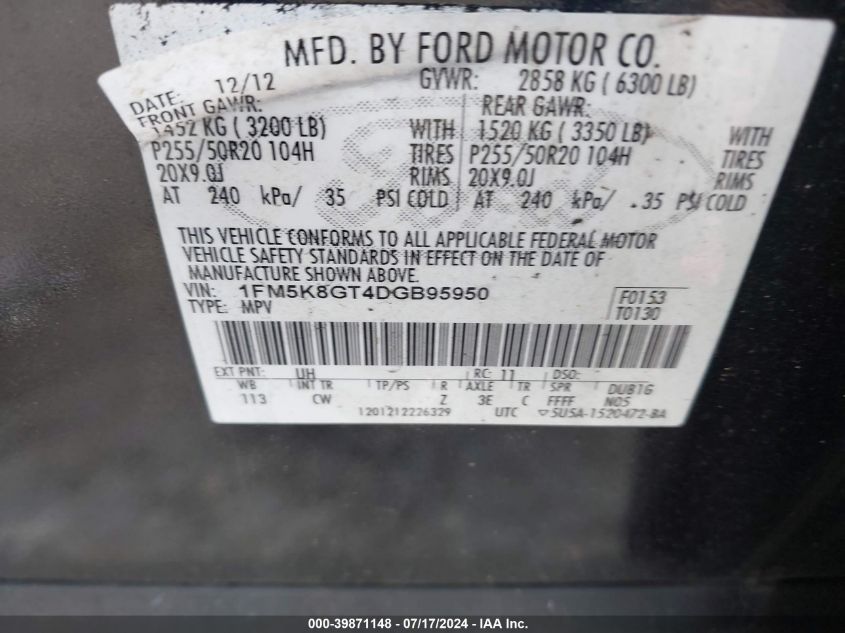 MFD. BY FORD MOTOR CO.
DATE: 12/12 GVWR: 2858 KG ( 6300 LB)
FRONT GAWR: REAR GAWR:
1452 KG ( 3200 LB) WITH 1520 KG ( 3350 LB) WITH
P255/50R20 104H TIRES P255/50R20 104H TIRES
20X9.0J RIMS 20X9.0J RIMS
AT 240 kPa/ 35 PSI COLD AT 240 kPa/ 35 PSI COLD
THIS VEHICLE CONFORMS TO ALL APPLICABLE FEDERAL MOTOR
VEHICLE SAFETY STANDARDS IN EFFECT ON THE DATE OF
MANUFACTURE SHOWN ABOVE.
VIN: 1FM5K8GT4DGB95950 F0153
TYPE: MPV T0130
EXT PNT: UH RC: 11 DSO:
WB INT TR TP/PS R AXLE TR SPR DUB1G
113 CW Z 3E C FFFF N05
1201212226329 UTC ▽5U5A-1520472-BA
000-39871148 - 07/17/2024 - IAA Inc.